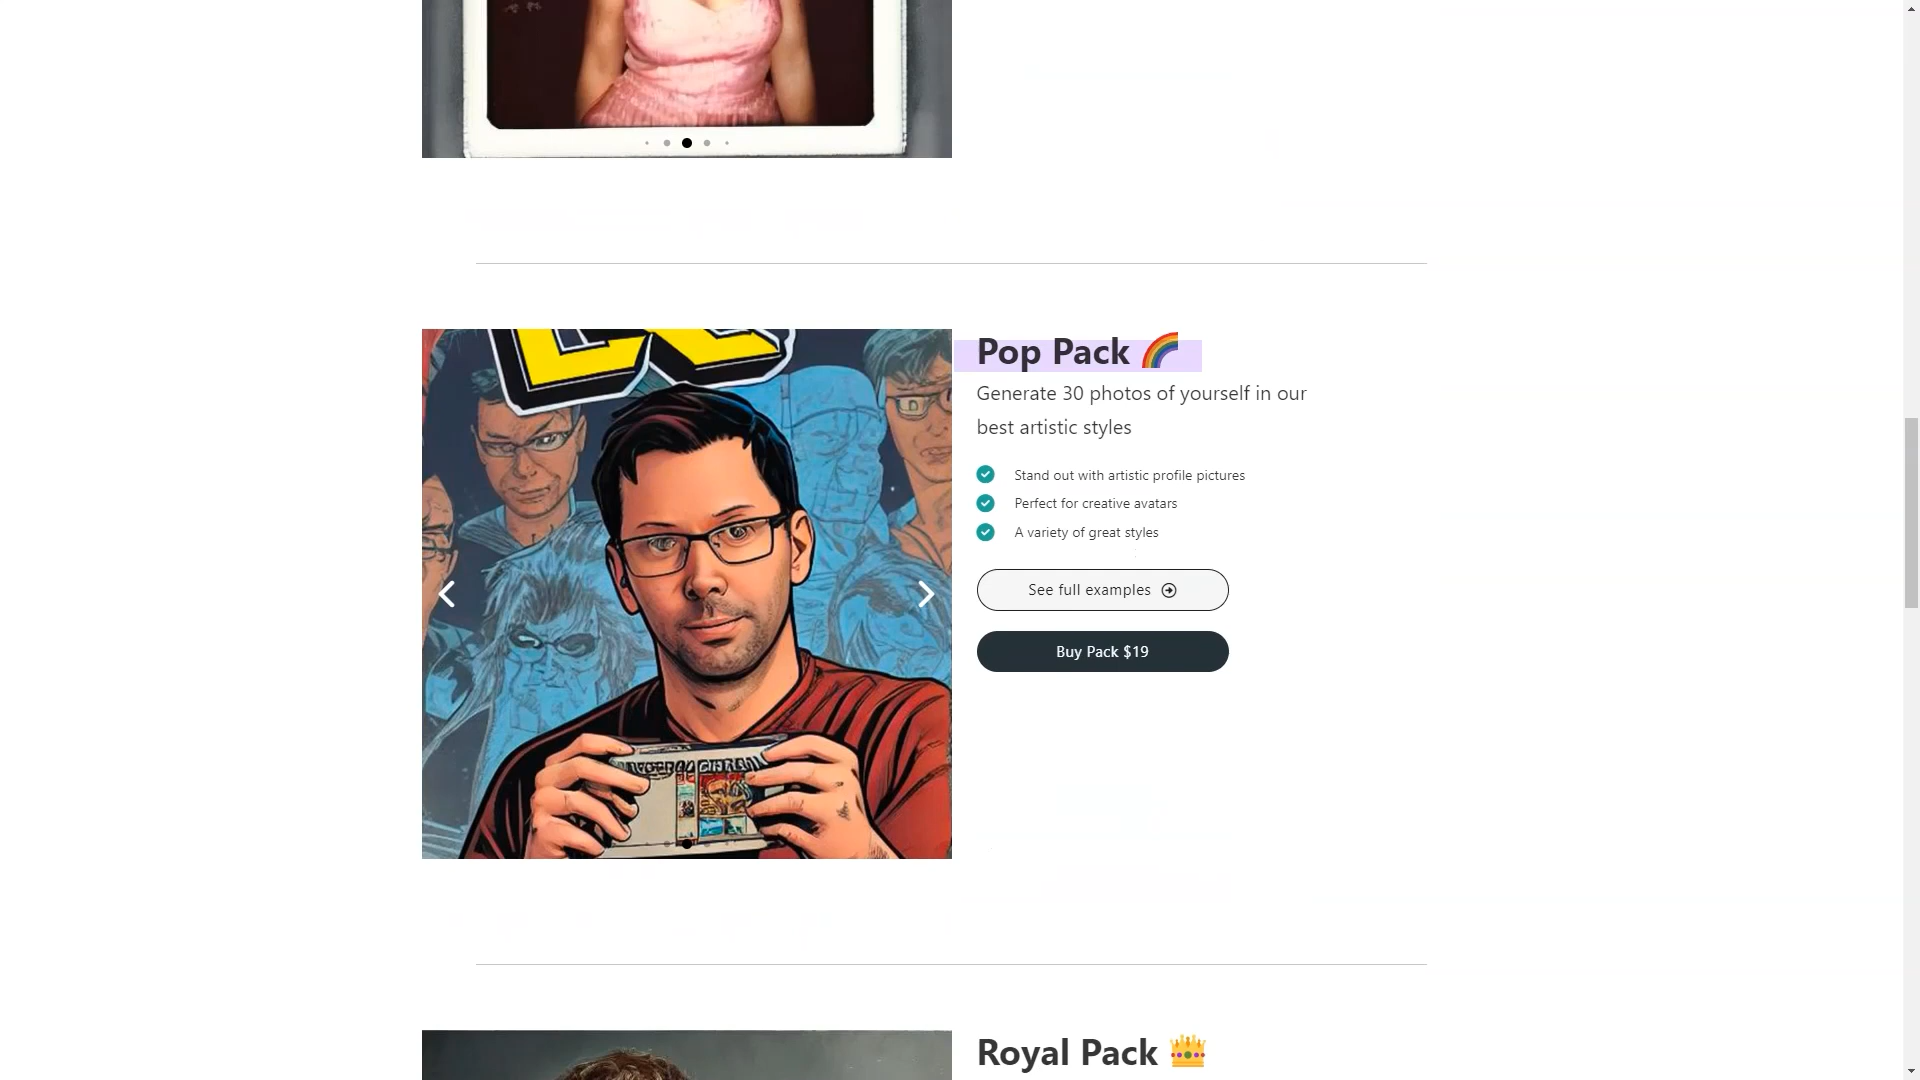 Pop Pack 🌈
Generate 30 photos of yourself in our
best artistic styles
Stand out with artistic profile pictures
Perfect for creative avatars
A variety of great styles
See full examples
Buy Pack $19
Royal Pack 👑